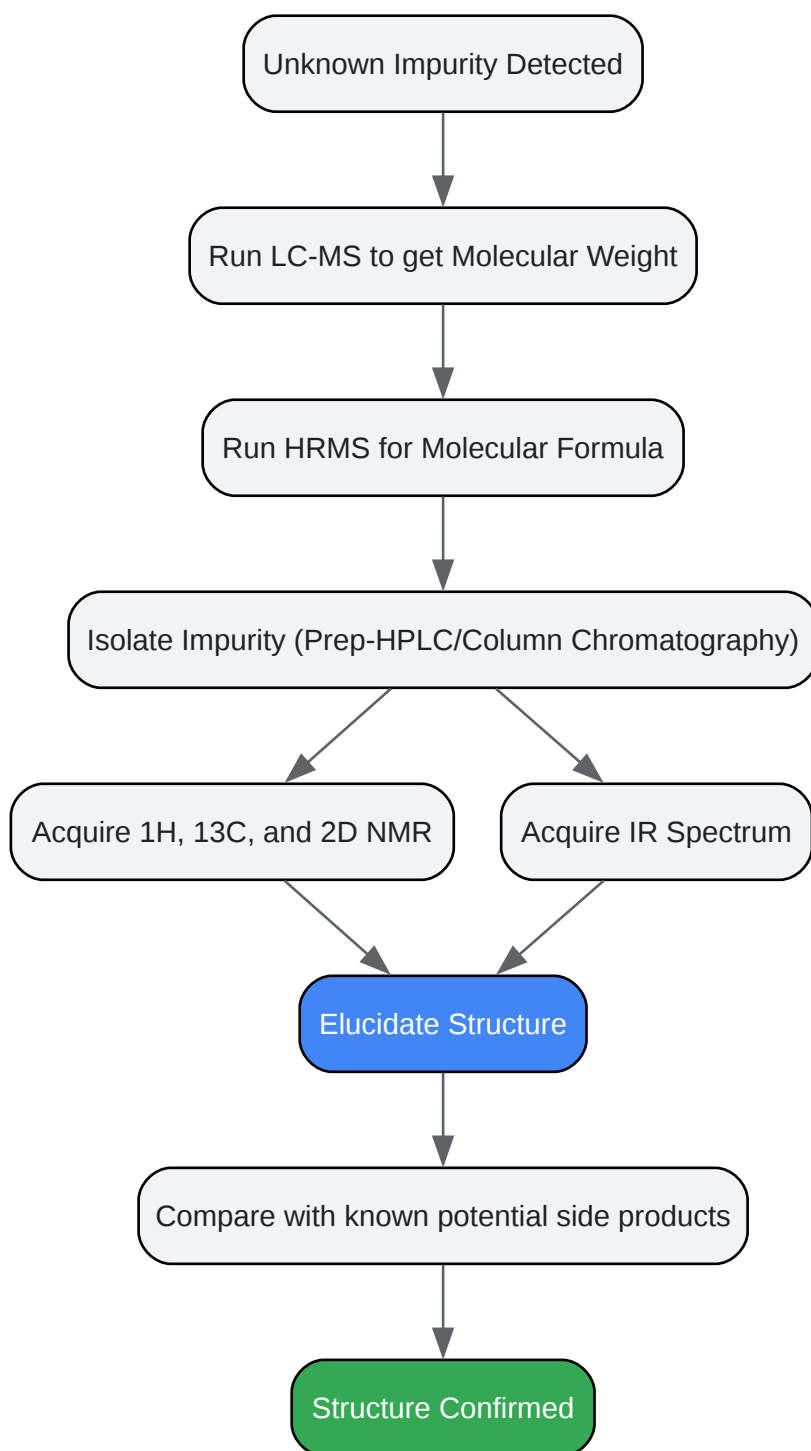 Unknown Impurity Detected
Run LC-MS to get Molecular Weight
Run HRMS for Molecular Formula
Isolate Impurity (Prep-HPLC/Column Chromatography)
Acquire 1H, 13C, and 2D NMR
Acquire IR Spectrum
Elucidate Structure
Compare with known potential side products
Structure Confirmed